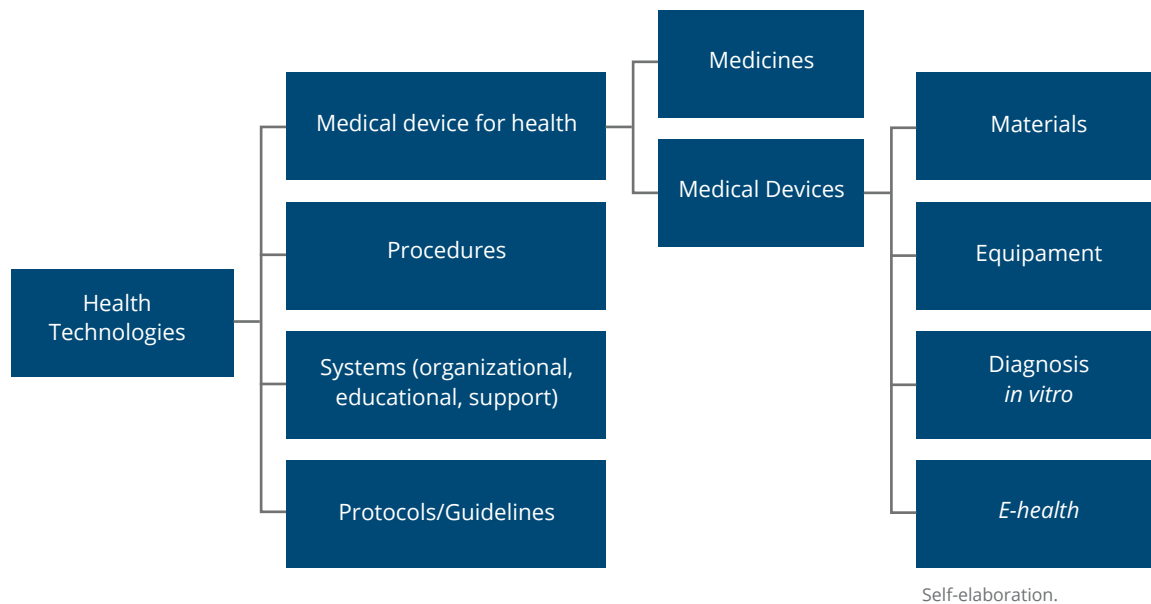 Health
Technologies
Medical device for health
Procedures
Systems (organizational,
educational, support)
Protocols/Guidelines
Medicines
Medical Devices
Materials
Equipament
Diagnosis
in vitro
E-health
Self-elaboration.